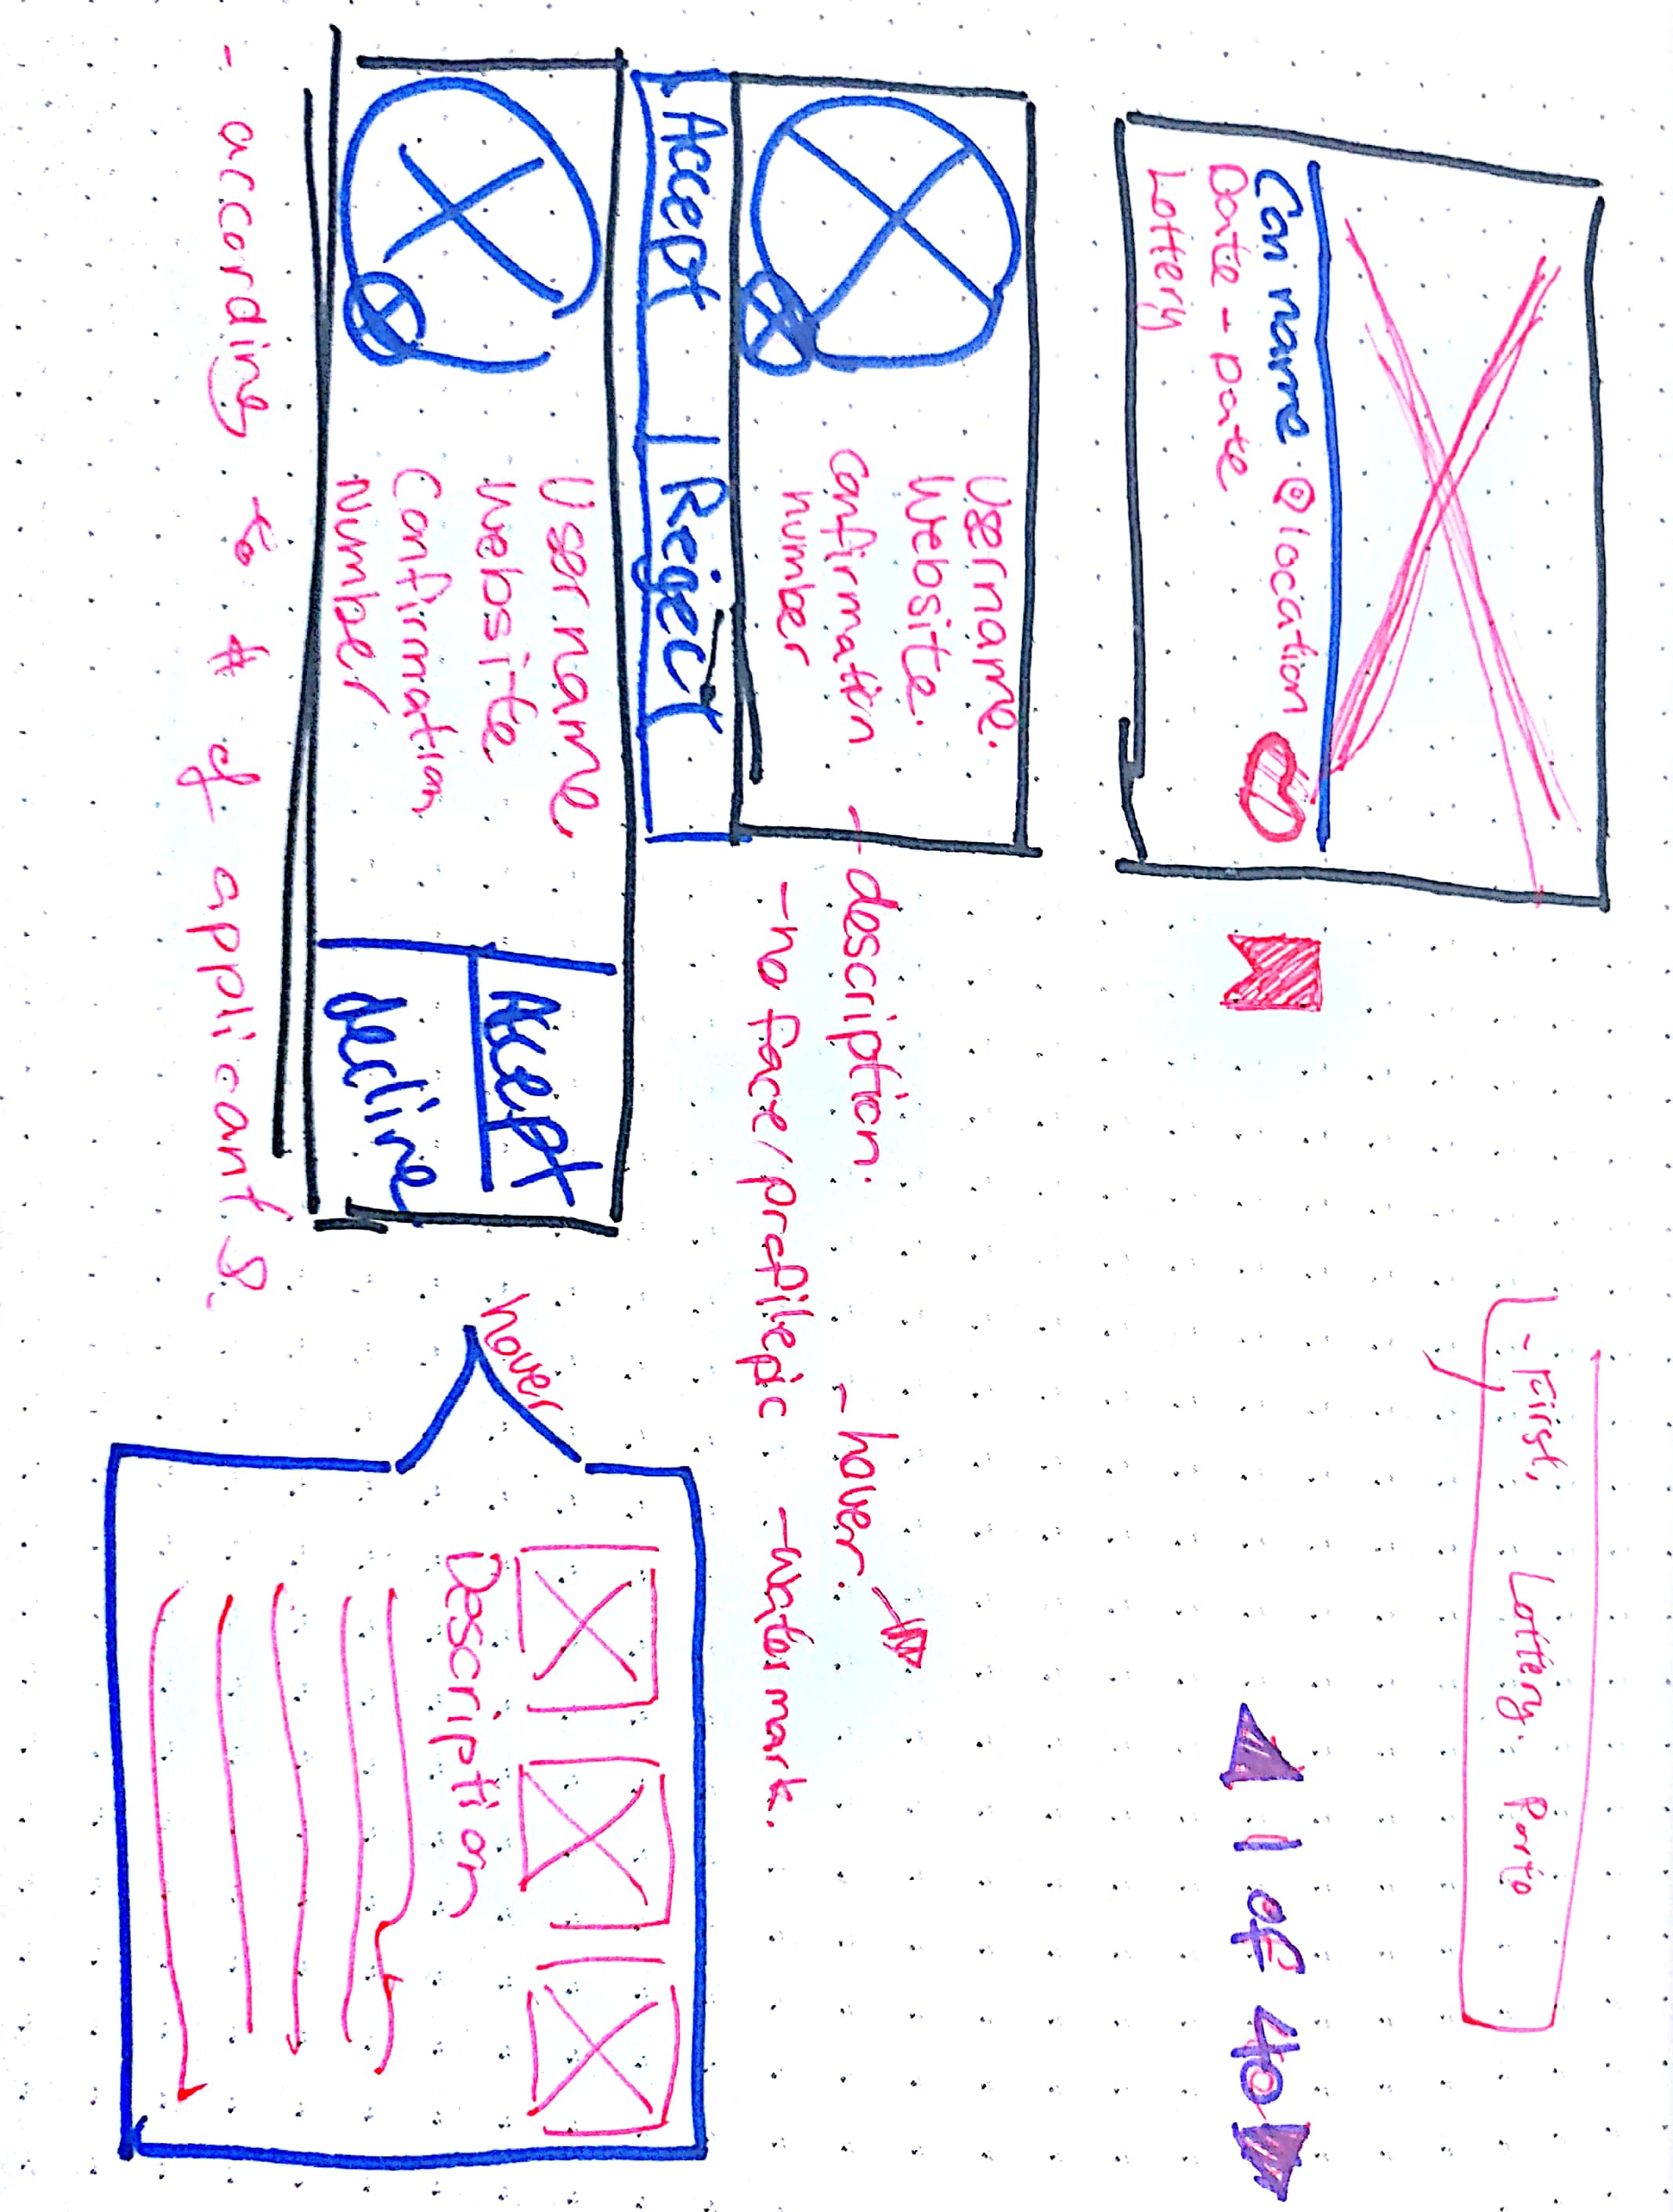 - First, Lottery. Porto
Con name location
Date - Date
Lottery
1 of 40
Username.
Website.
Confirmation
number
- description.
- hover.
- no face/profilepic
- watermark.
Accept | Reject
Username
Website
Confirmation
Number
Accept
decline
hover
Description
- according to # of applicants.